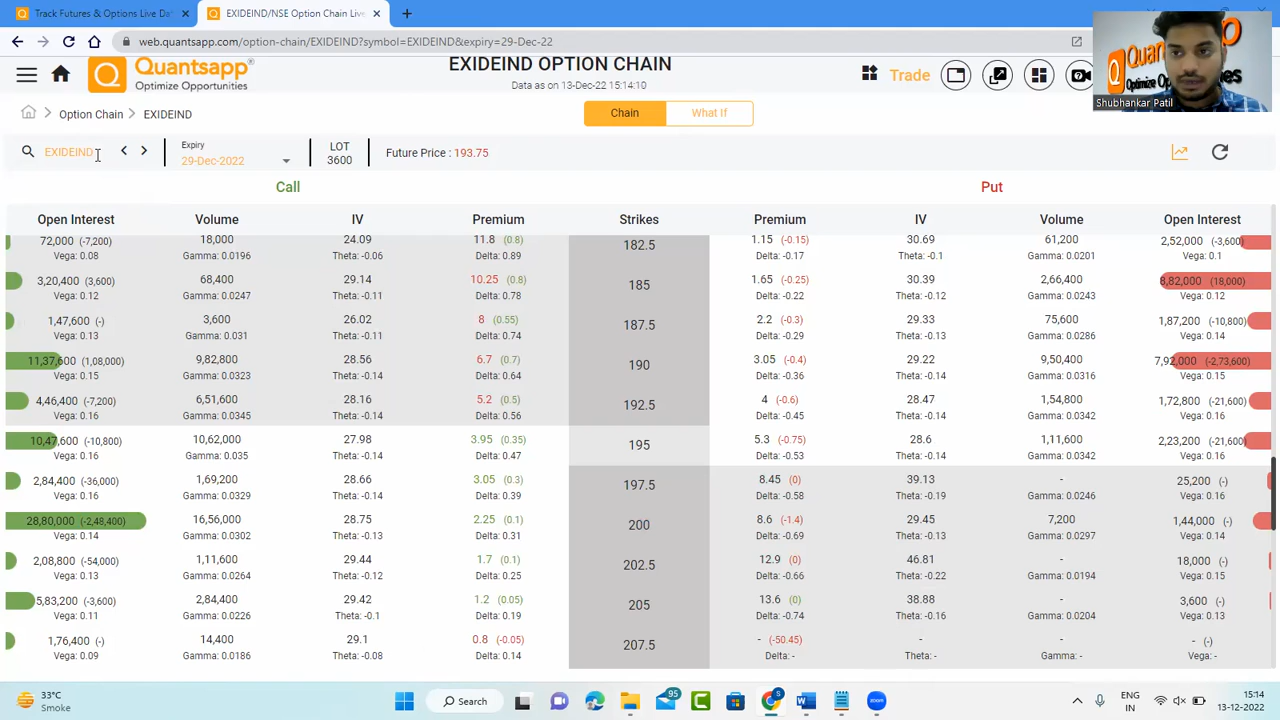 Track Futures & Options Live Da
EXIDEIND/NSE Option Chain Live
web.quantsapp.com/option-chain/EXIDEIND?symbol=EXIDEIND&expiry=29-Dec-22
Quantsapp
Optimize Opportunities
EXIDEIND OPTION CHAIN
Data as on 13-Dec-22 15:14:10
Trade
Shubhankar Patil
Option Chain EXIDEIND
Chain What If
EXIDEIND
Expiry
29-Dec-2022
LOT
3600
Future Price : 193.75
Call Put
Open Interest Volume IV Premium Strikes Premium IV Volume Open Interest
72,000 (-7,200) 18,000 24.09 11.8 (0.8) 182.5 1.15 (-0.15) 30.69 61,200 2,52,000 (-3,600)
Vega: 0.08 Gamma: 0.0196 Theta: -0.06 Delta: 0.89 Delta: -0.17 Theta: -0.1 Gamma: 0.0201 Vega: 0.1
3,20,400 (3,600) 68,400 29.14 10.25 (0.8) 185 1.65 (-0.25) 30.39 2,66,400 8,82,000 (18,000)
Vega: 0.12 Gamma: 0.0247 Theta: -0.11 Delta: 0.78 Delta: -0.22 Theta: -0.12 Gamma: 0.0243 Vega: 0.12
1,47,600 (-) 3,600 26.02 8 (0.55) 187.5 2.2 (-0.3) 29.33 75,600 1,87,200 (-10,800)
Vega: 0.13 Gamma: 0.031 Theta: -0.11 Delta: 0.74 Delta: -0.29 Theta: -0.13 Gamma: 0.0286 Vega: 0.14
11,37,600 (1,08,000) 9,82,800 28.56 6.7 (0.7) 190 3.05 (-0.4) 29.22 9,50,400 7,92,000 (-2,73,600)
Vega: 0.15 Gamma: 0.0323 Theta: -0.14 Delta: 0.64 Delta: -0.36 Theta: -0.14 Gamma: 0.0316 Vega: 0.15
4,46,400 (-7,200) 6,51,600 28.16 5.2 (0.5) 192.5 4 (-0.6) 28.47 1,54,800 1,72,800 (-21,600)
Vega: 0.16 Gamma: 0.0345 Theta: -0.14 Delta: 0.56 Delta: -0.45 Theta: -0.14 Gamma: 0.0342 Vega: 0.16
10,47,600 (-10,800) 10,62,000 27.98 3.95 (0.35) 195 5.3 (-0.75) 28.6 1,11,600 2,23,200 (-21,600)
Vega: 0.16 Gamma: 0.035 Theta: -0.14 Delta: 0.47 Delta: -0.53 Theta: -0.14 Gamma: 0.0342 Vega: 0.16
2,84,400 (-36,000) 1,69,200 28.66 3.05 (0.3) 197.5 8.45 (0) 39.13 - 25,200 (-)
Vega: 0.16 Gamma: 0.0329 Theta: -0.14 Delta: 0.39 Delta: -0.58 Theta: -0.19 Gamma: 0.0246 Vega: 0.16
28,80,000 (-2,48,400) 16,56,000 28.75 2.25 (0.1) 200 8.6 (-1.4) 29.45 7,200 1,44,000 (-)
Vega: 0.14 Gamma: 0.0302 Theta: -0.13 Delta: 0.31 Delta: -0.69 Theta: -0.13 Gamma: 0.0297 Vega: 0.14
2,08,800 (-54,000) 1,11,600 29.44 1.7 (0.1) 202.5 12.9 (0) 46.81 - 18,000 (-)
Vega: 0.13 Gamma: 0.0264 Theta: -0.12 Delta: 0.25 Delta: -0.66 Theta: -0.22 Gamma: 0.0194 Vega: 0.15
5,83,200 (-3,600) 2,84,400 29.42 1.2 (0.05) 205 13.6 (0) 38.88 - 3,600 (-)
Vega: 0.11 Gamma: 0.0226 Theta: -0.1 Delta: 0.19 Delta: -0.74 Theta: -0.16 Gamma: 0.0204 Vega: 0.13
1,76,400 (-) 14,400 29.1 0.8 (-0.05) 207.5 - (-50.45) - - - (-)
Vega: 0.09 Gamma: 0.0186 Theta: -0.08 Delta: 0.14 Delta: - Theta: - Gamma: - Vega: -
33°C
Smoke
Search
95
ENG
IN
15:14
13-12-2022